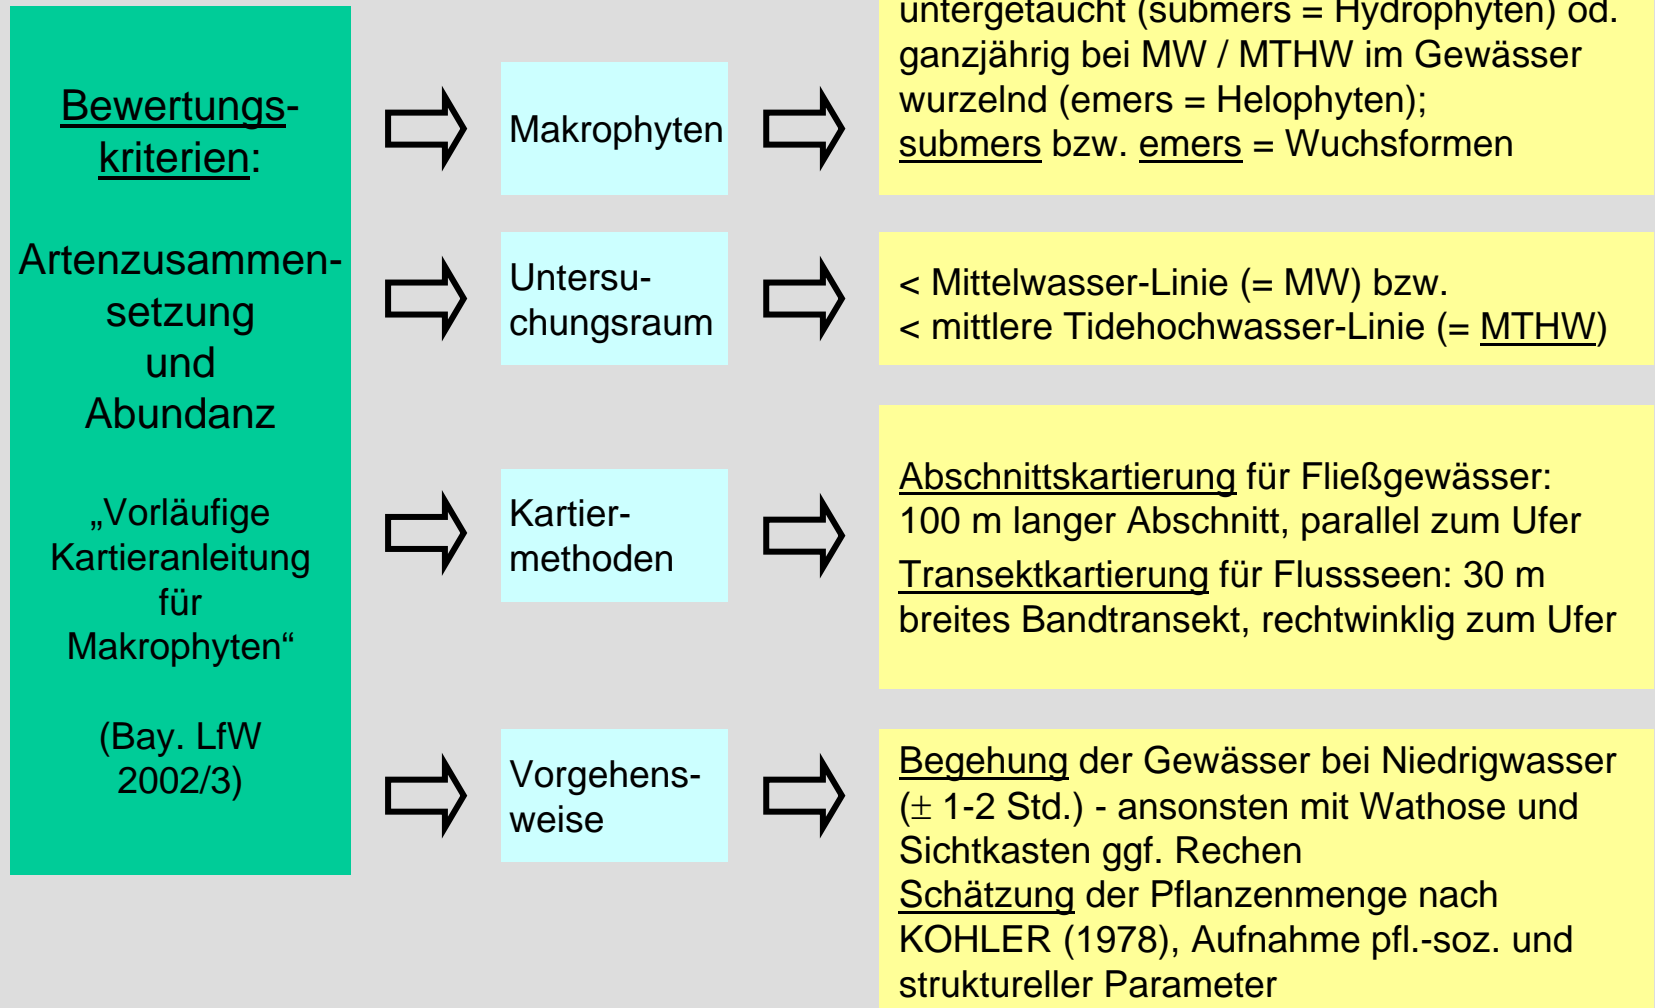 Bewertungs-
kriterien:
Artenzusammen-
setzung
und
Abundanz
„Vorläufige
Kartieranleitung
für
Makrophyten“
(Bay. LfW
2002/3)
Makrophyten
untergetaucht (submers = Hydrophyten) od.
ganzjährig bei MW / MTHW im Gewässer
wurzelnd (emers = Helophyten);
submers bzw. emers = Wuchsformen
Untersu-
chungsraum
< Mittelwasser-Linie (= MW) bzw.
< mittlere Tidehochwasser-Linie (= MTHW)
Kartier-
methoden
Abschnittskartierung für Fließgewässer:
100 m langer Abschnitt, parallel zum Ufer
Transektkartierung für Flussseen: 30 m
breites Bandtransekt, rechtwinklig zum Ufer
Vorgehens-
weise
Begehung der Gewässer bei Niedrigwasser
(± 1-2 Std.) - ansonsten mit Wathose und
Sichtkasten ggf. Rechen
Schätzung der Pflanzenmenge nach
KOHLER (1978), Aufnahme pfl.-soz. und
struktureller Parameter